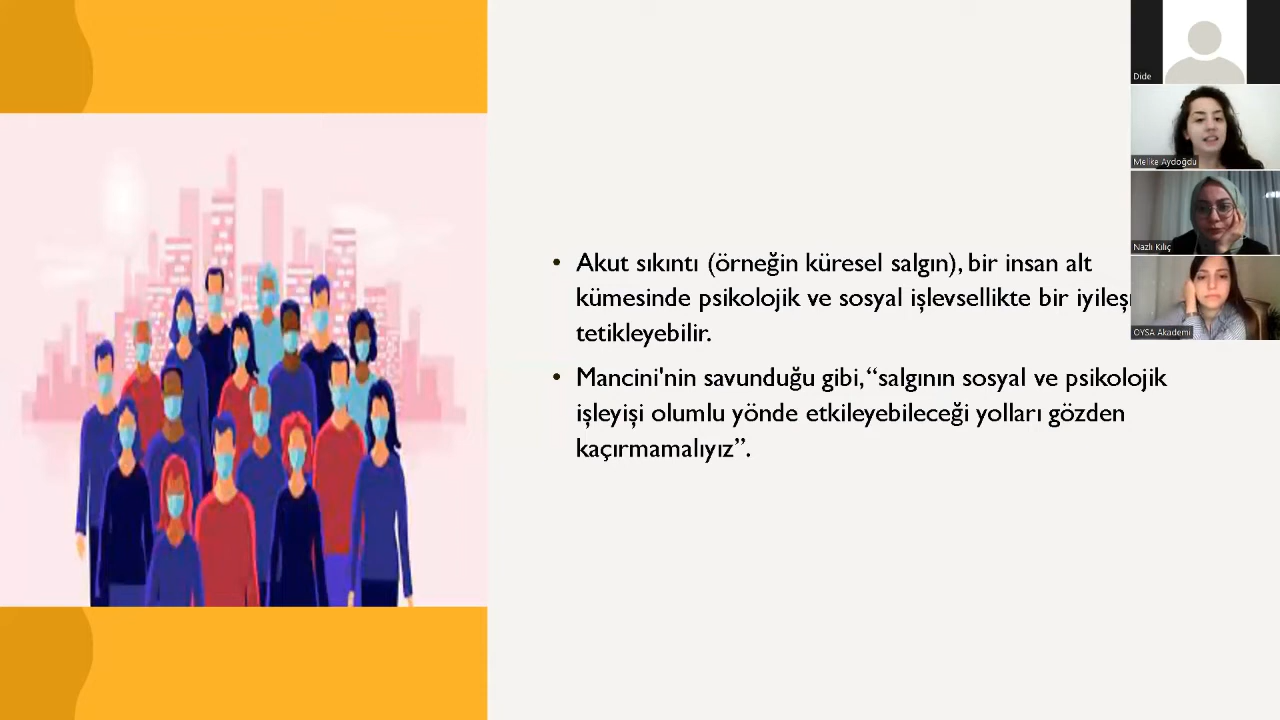 • Akut sıkıntı (örneğin küresel salgın), bir insan alt
kümesinde psikolojik ve sosyal işlevsellikte bir
tetikleyebilir.
• Mancini'nin savunduğu gibi, “salgının sosyal ve psikolojik
işleyişi olumlu yönde etkileyebileceği yolları gözden
kaçırmamalıyız”.
Dide
Melike Aydoğdu
Nazlı Kılıç
OYSA Akademi